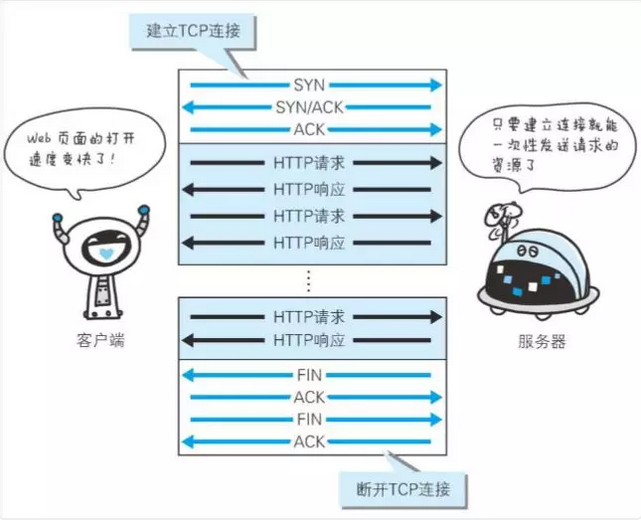 建立TCP连接
SYN
SYN/ACK
ACK
Web 页面的打开
速度变快了!
只要建立连接就能
一次性发送请求的
资源了
HTTP请求
HTTP响应
HTTP请求
HTTP响应
HTTP请求
HTTP响应
客户端
服务器
FIN
ACK
FIN
ACK
断开TCP连接